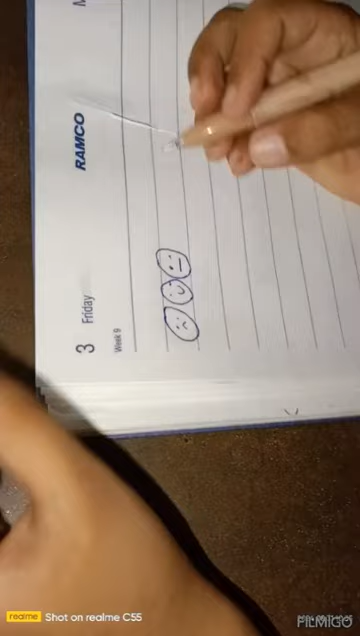 3 Friday
Week 9
RAMCO
realme Shot on realme C55
FILMIGO